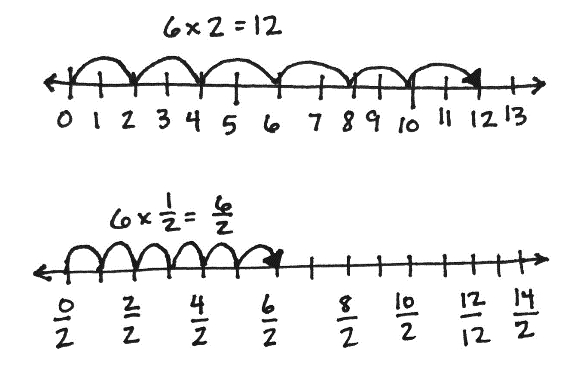 6 x 2 = 12
0 1 2 3 4 5 6 7 8 9 10 11 12 13
6 x 1/2 = 6/2
0/2 2/2 4/2 6/2 8/2 10/2 12/12 14/2